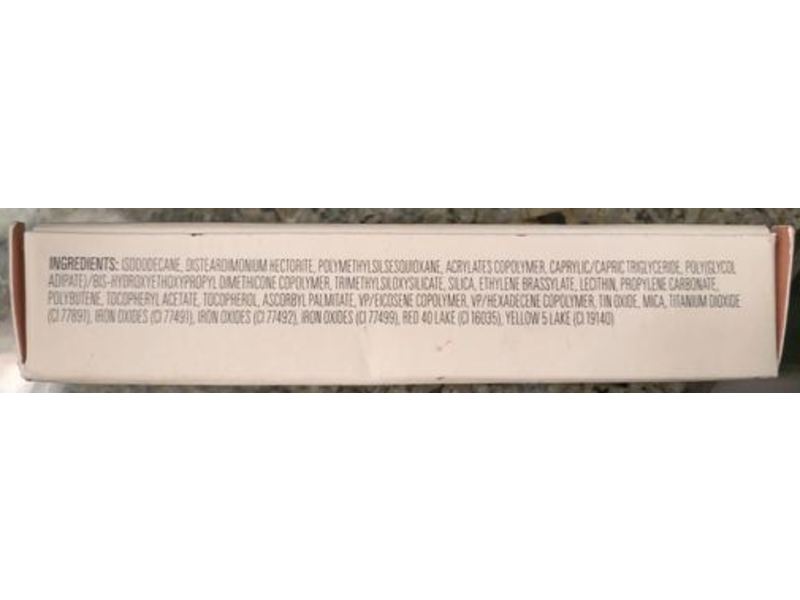 INGREDIENTS: ISODODECANE, DISTEARDIMONIUM HECTORITE, POLYMETHYLSILSESQUIOXANE, ACRYLATES COPOLYMER, CAPRYLIC/CAPRIC TRIGLYCERIDE, POLY(GLYCOL
ADIPATE)/BIS-HYDROXYETHOXYPROPYL DIMETHICONE COPOLYMER, TRIMETHYLSILOXYSILICATE, SILICA, ETHYLENE BRASSYLATE, LECITHIN, PROPYLENE CARBONATE,
POLYBUTENE, TOCOPHERYL ACETATE, TOCOPHEROL, ASCORBYL PALMITATE, VP/EICOSENE COPOLYMER, VP/HEXADECENE COPOLYMER, TIN OXIDE, MICA, TITANIUM DIOXIDE
(CI 77891), IRON OXIDES (CI 77491), IRON OXIDES (CI 77492), IRON OXIDES (CI 77499), RED 40 LAKE (CI 16035), YELLOW 5 LAKE (CI 19140)